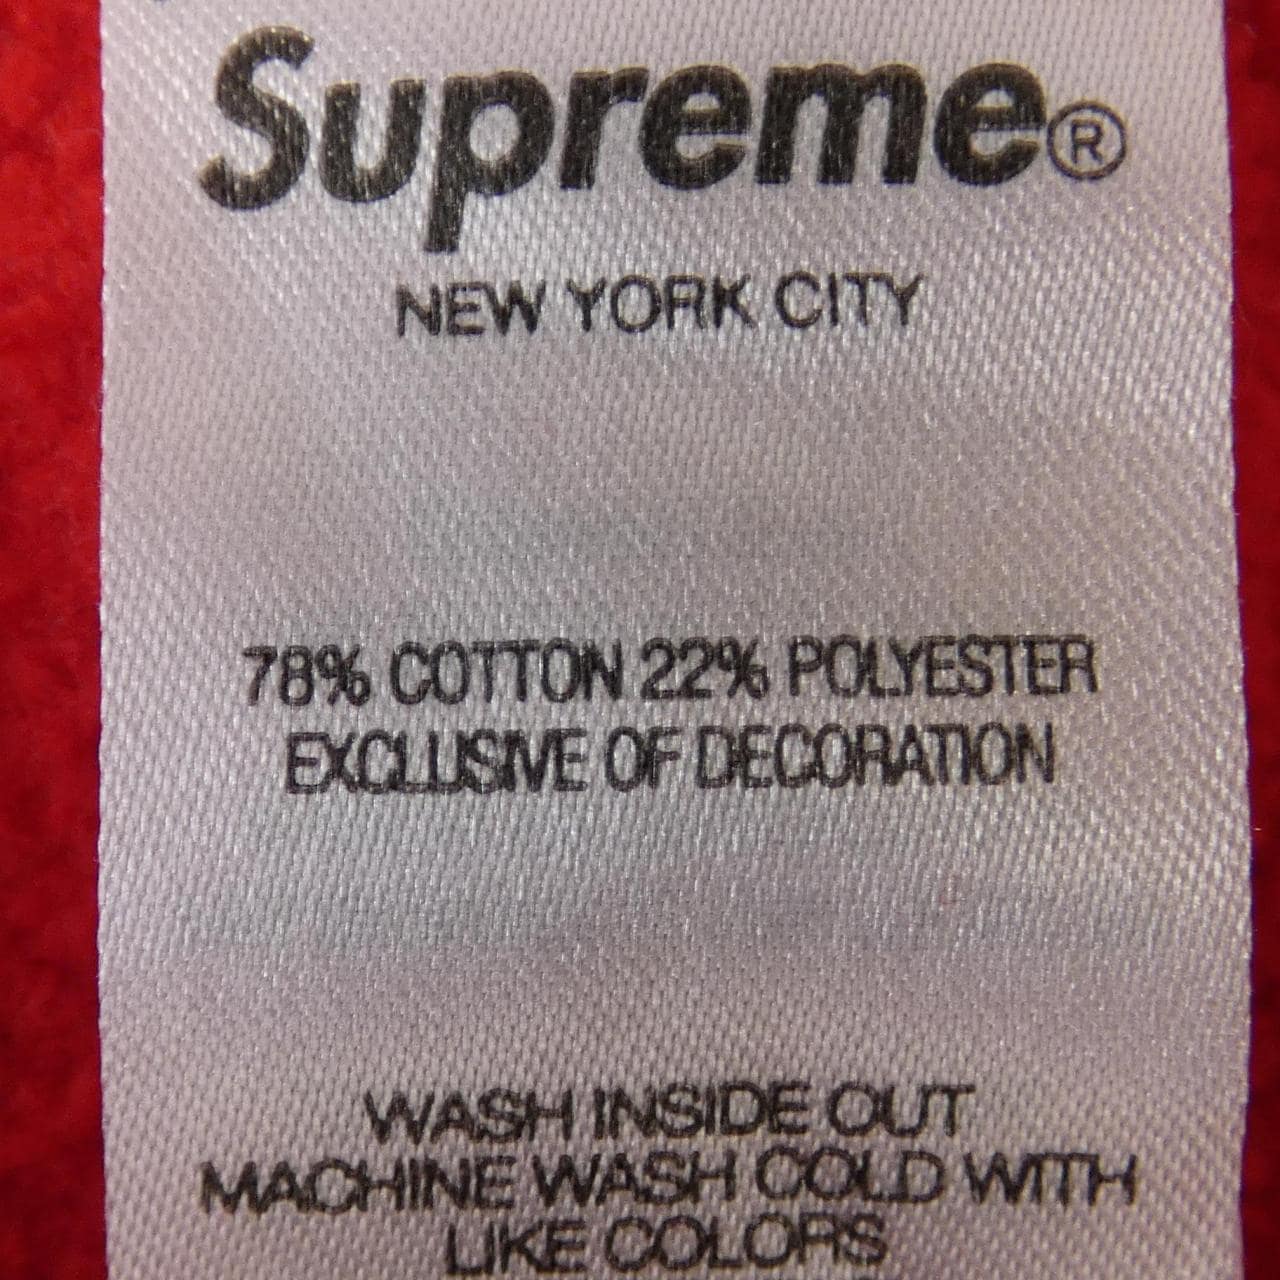 Supreme®
NEW YORK CITY
78% COTTON 22% POLYESTER
EXCLUSIVE OF DECORATION
WASH INSIDE OUT
MACHINE WASH COLD WITH
LIKE COLORS